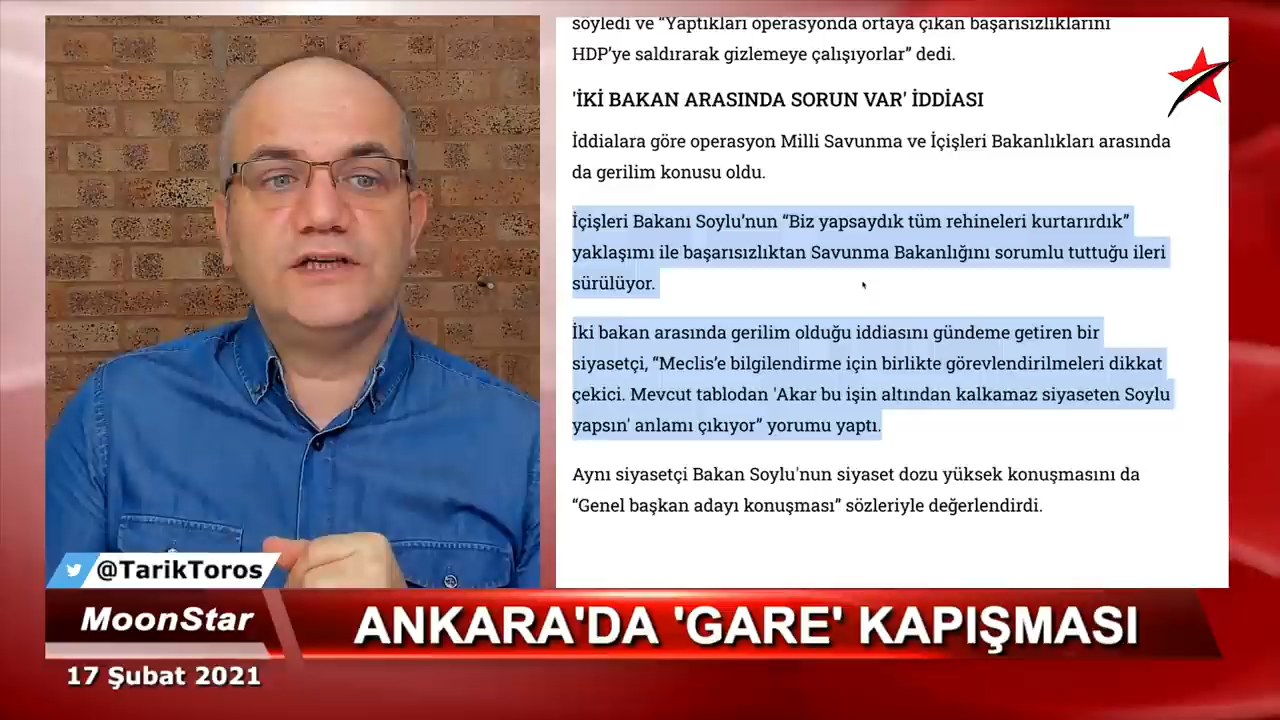 söyledi ve “Yaptıkları operasyonda ortaya çıkan başarısızlıklarını
HDP’ye saldırarak gizlemeye çalışıyorlar” dedi.
'İKİ BAKAN ARASINDA SORUN VAR' İDDİASI
İddialara göre operasyon Milli Savunma ve İçişleri Bakanlıkları arasında
da gerilim konusu oldu.
İçişleri Bakanı Soylu’nun “Biz yapsaydık tüm rehineleri kurtarırdık”
yaklaşımı ile başarısızlıktan Savunma Bakanlığını sorumlu tuttuğu ileri
sürülüyor.
İki bakan arasında gerilim olduğu iddiasını gündeme getiren bir
siyasetçi, “Meclis’e bilgilendirme için birlikte görevlendirilmeleri dikkat
çekici. Mevcut tablodan 'Akar bu işin altından kalkamaz siyaseten Soylu
yapsın' anlamı çıkıyor” yorumu yaptı.
Aynı siyasetçi Bakan Soylu'nun siyaset dozu yüksek konuşmasını da
“Genel başkan adayı konuşması” sözleriyle değerlendirdi.
@TarikToros
MoonStar
ANKARA'DA 'GARE' KAPIŞMASI
17 Şubat 2021